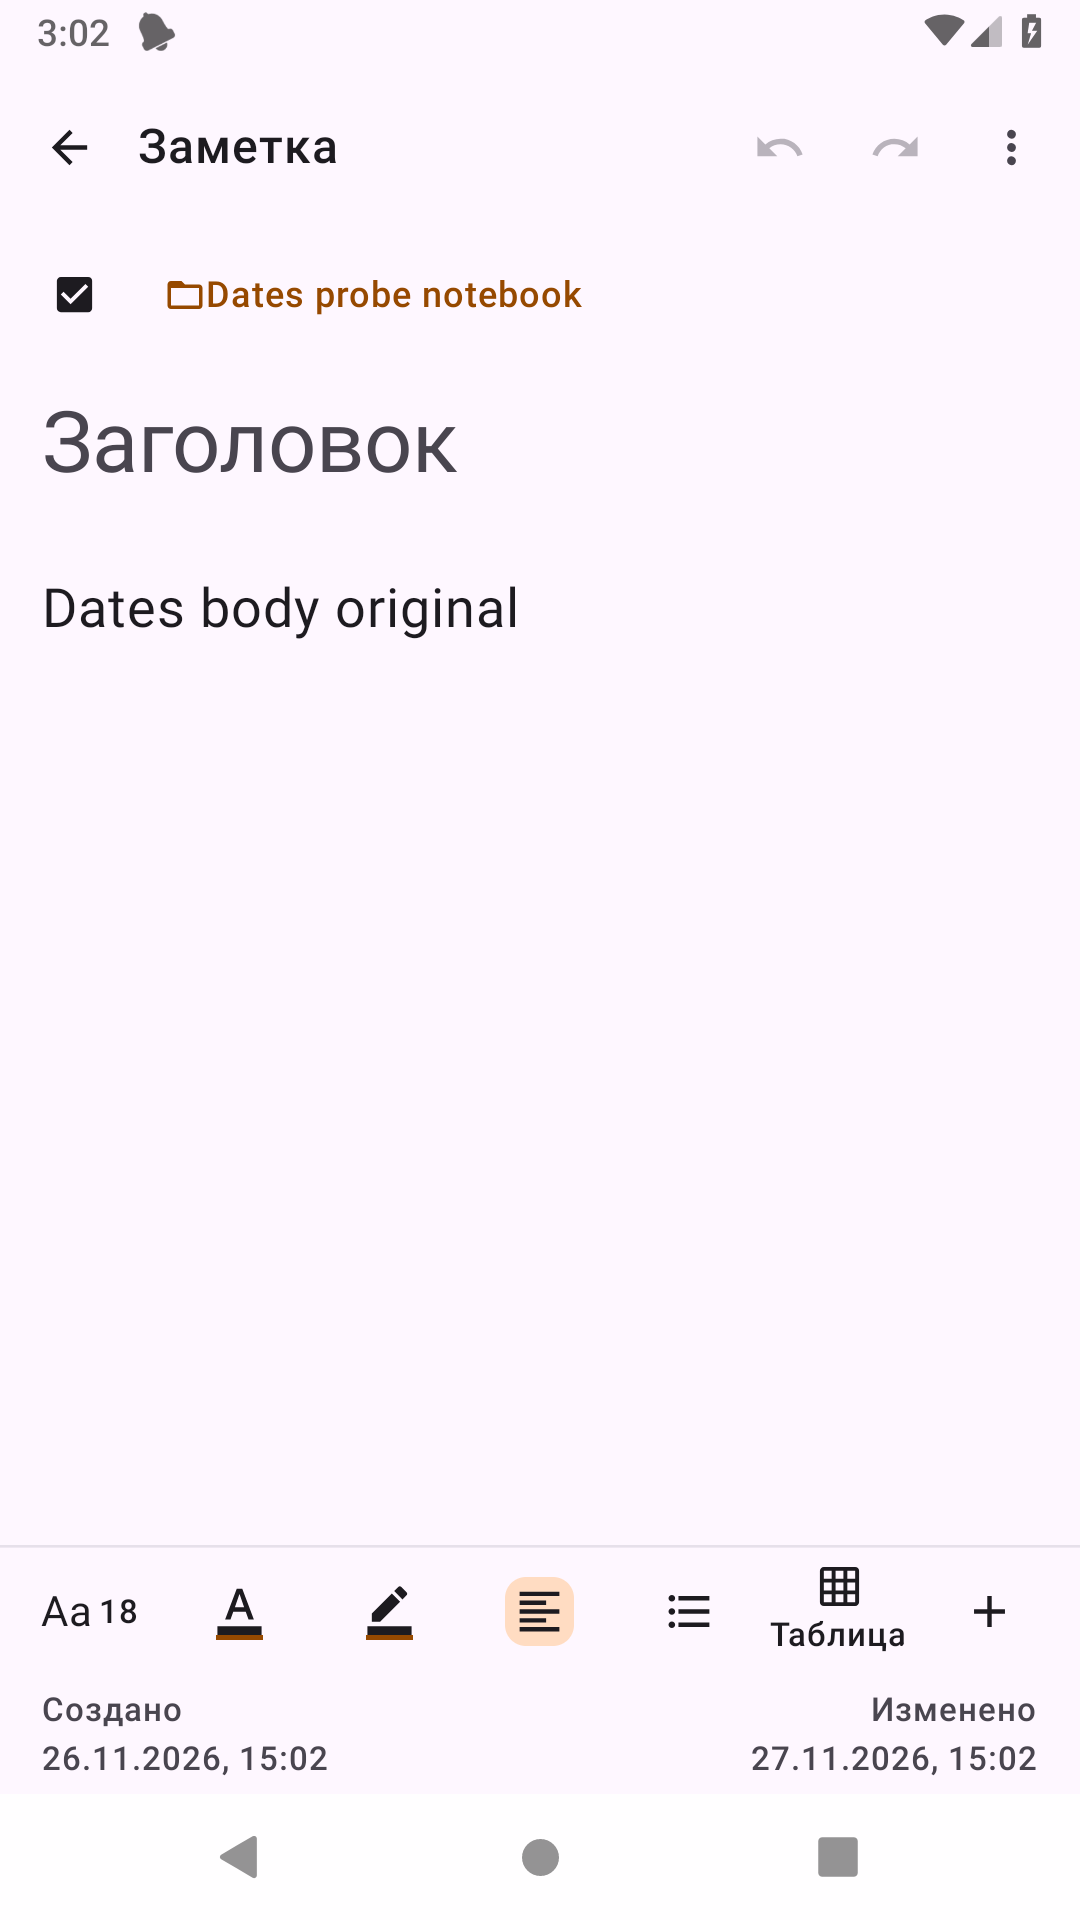 3:02
Заметка
Dates probe notebook
Заголовок
Dates body original
Aa 18
A
Таблица
Создано
Изменено
26.11.2026, 15:02
27.11.2026, 15:02